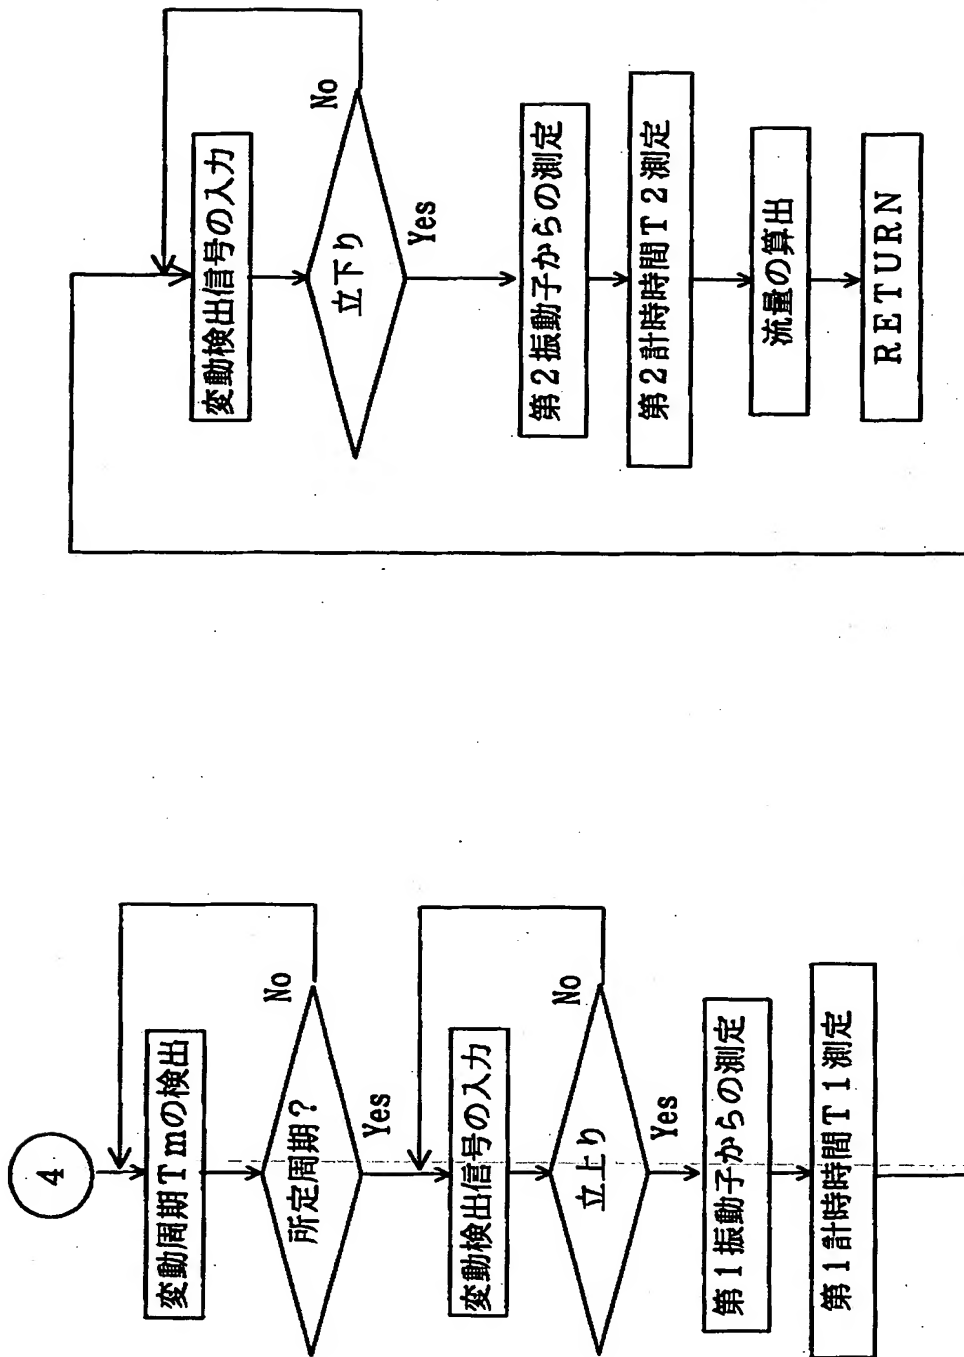 4
変動周期Tmの検出
所定周期?
No
Yes
変動検出信号の入力
立上り
No
Yes
第1振動子からの測定
第1計時時間T1測定
変動検出信号の入力
立下り
No
Yes
第2振動子からの測定
第2計時時間T2測定
流量の算出
RETURN